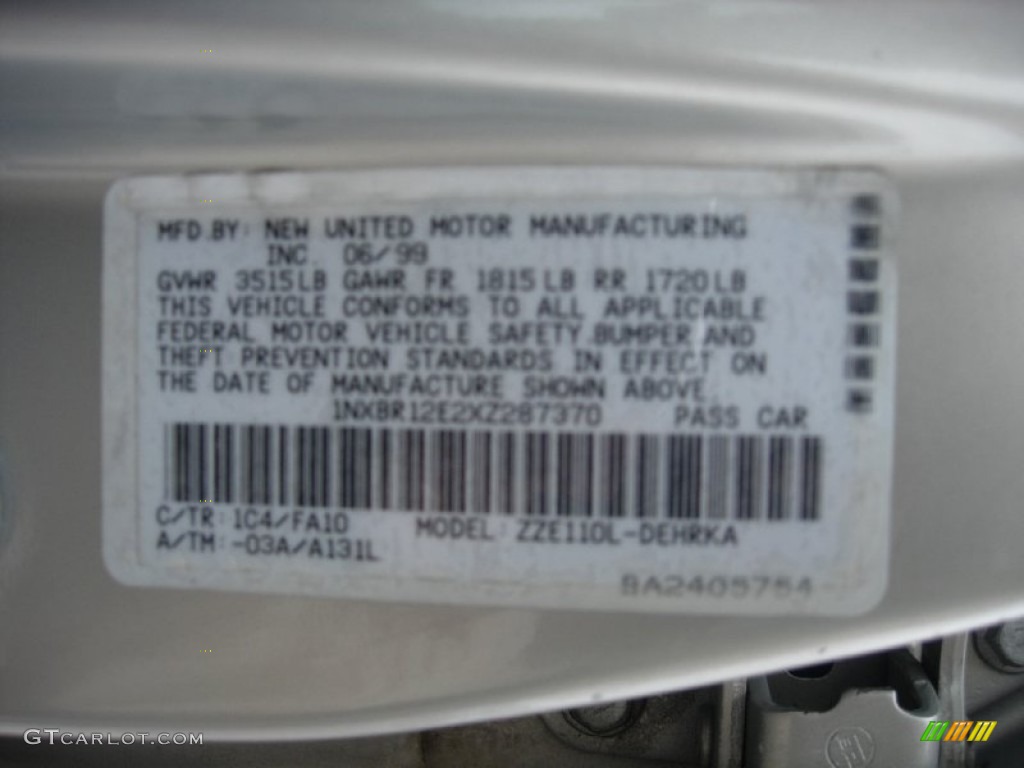 MFD.BY: NEW UNITED MOTOR MANUFACTURING
INC. 06/99
GVWR 3515LB GAWR FR 1815LB RR 1720LB
THIS VEHICLE CONFORMS TO ALL APPLICABLE
FEDERAL MOTOR VEHICLE SAFETY,BUMPER,AND
THEFT PREVENTION STANDARDS IN EFFECT ON
THE DATE OF MANUFACTURE SHOWN ABOVE.
1NXBR12E2XZ287370 PASS CAR
C/TR: 1C4/FA10 MODEL: ZZE110L-DEHRKA
A/TM: -03A/A131L
BA2405754
GTCARLOT.COM